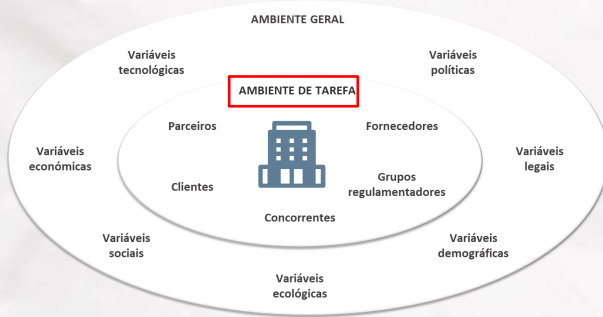 AMBIENTE GERAL
Variáveis
tecnológicas
Variáveis
políticas
AMBIENTE DE TAREFA
Parceiros
Fornecedores
Variáveis
económicas
Variáveis
legais
Clientes
Grupos
regulamentadores
Concorrentes
Variáveis
sociais
Variáveis
demográficas
Variáveis
ecológicas